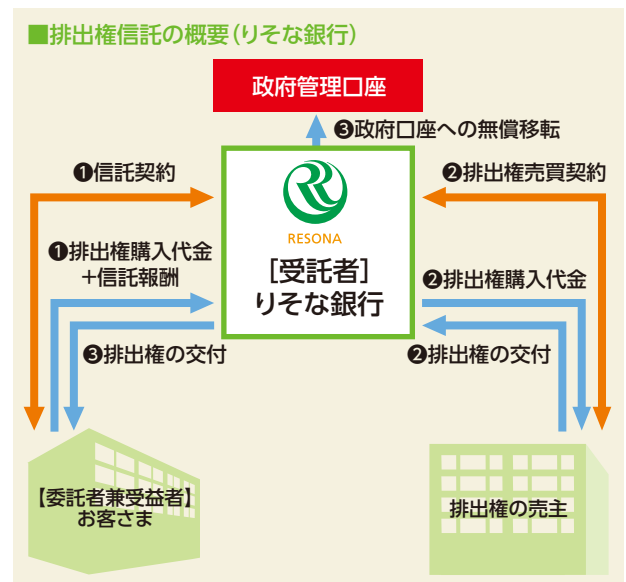 ■排出権信託の概要(りそな銀行)
政府管理口座
❸政府口座への無償移転
❶信託契約
❷排出権売買契約
RESONA
[受託者]
りそな銀行
❶排出権購入代金
+信託報酬
❷排出権購入代金
❸排出権の交付
❷排出権の交付
【委託者兼受益者】
お客さま
排出権の売主